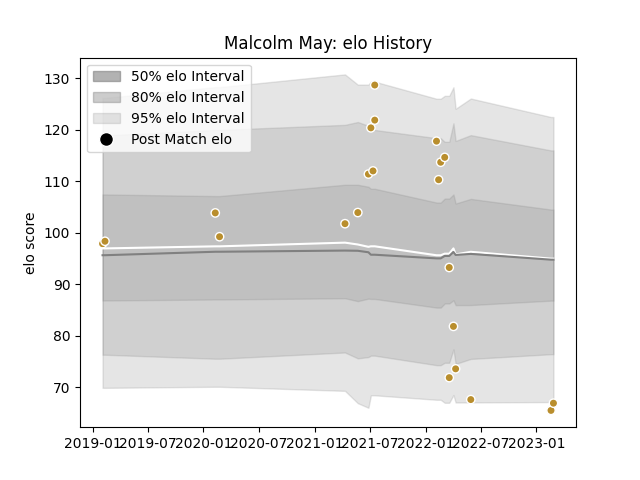 Malcolm May: elo History
50% elo Interval
80% elo Interval
95% elo Interval
Post Match elo
elo score
130
120
110
100
90
80
70
2019-01 2019-07 2020-01 2020-07 2021-01 2021-07 2022-01 2022-07 2023-01